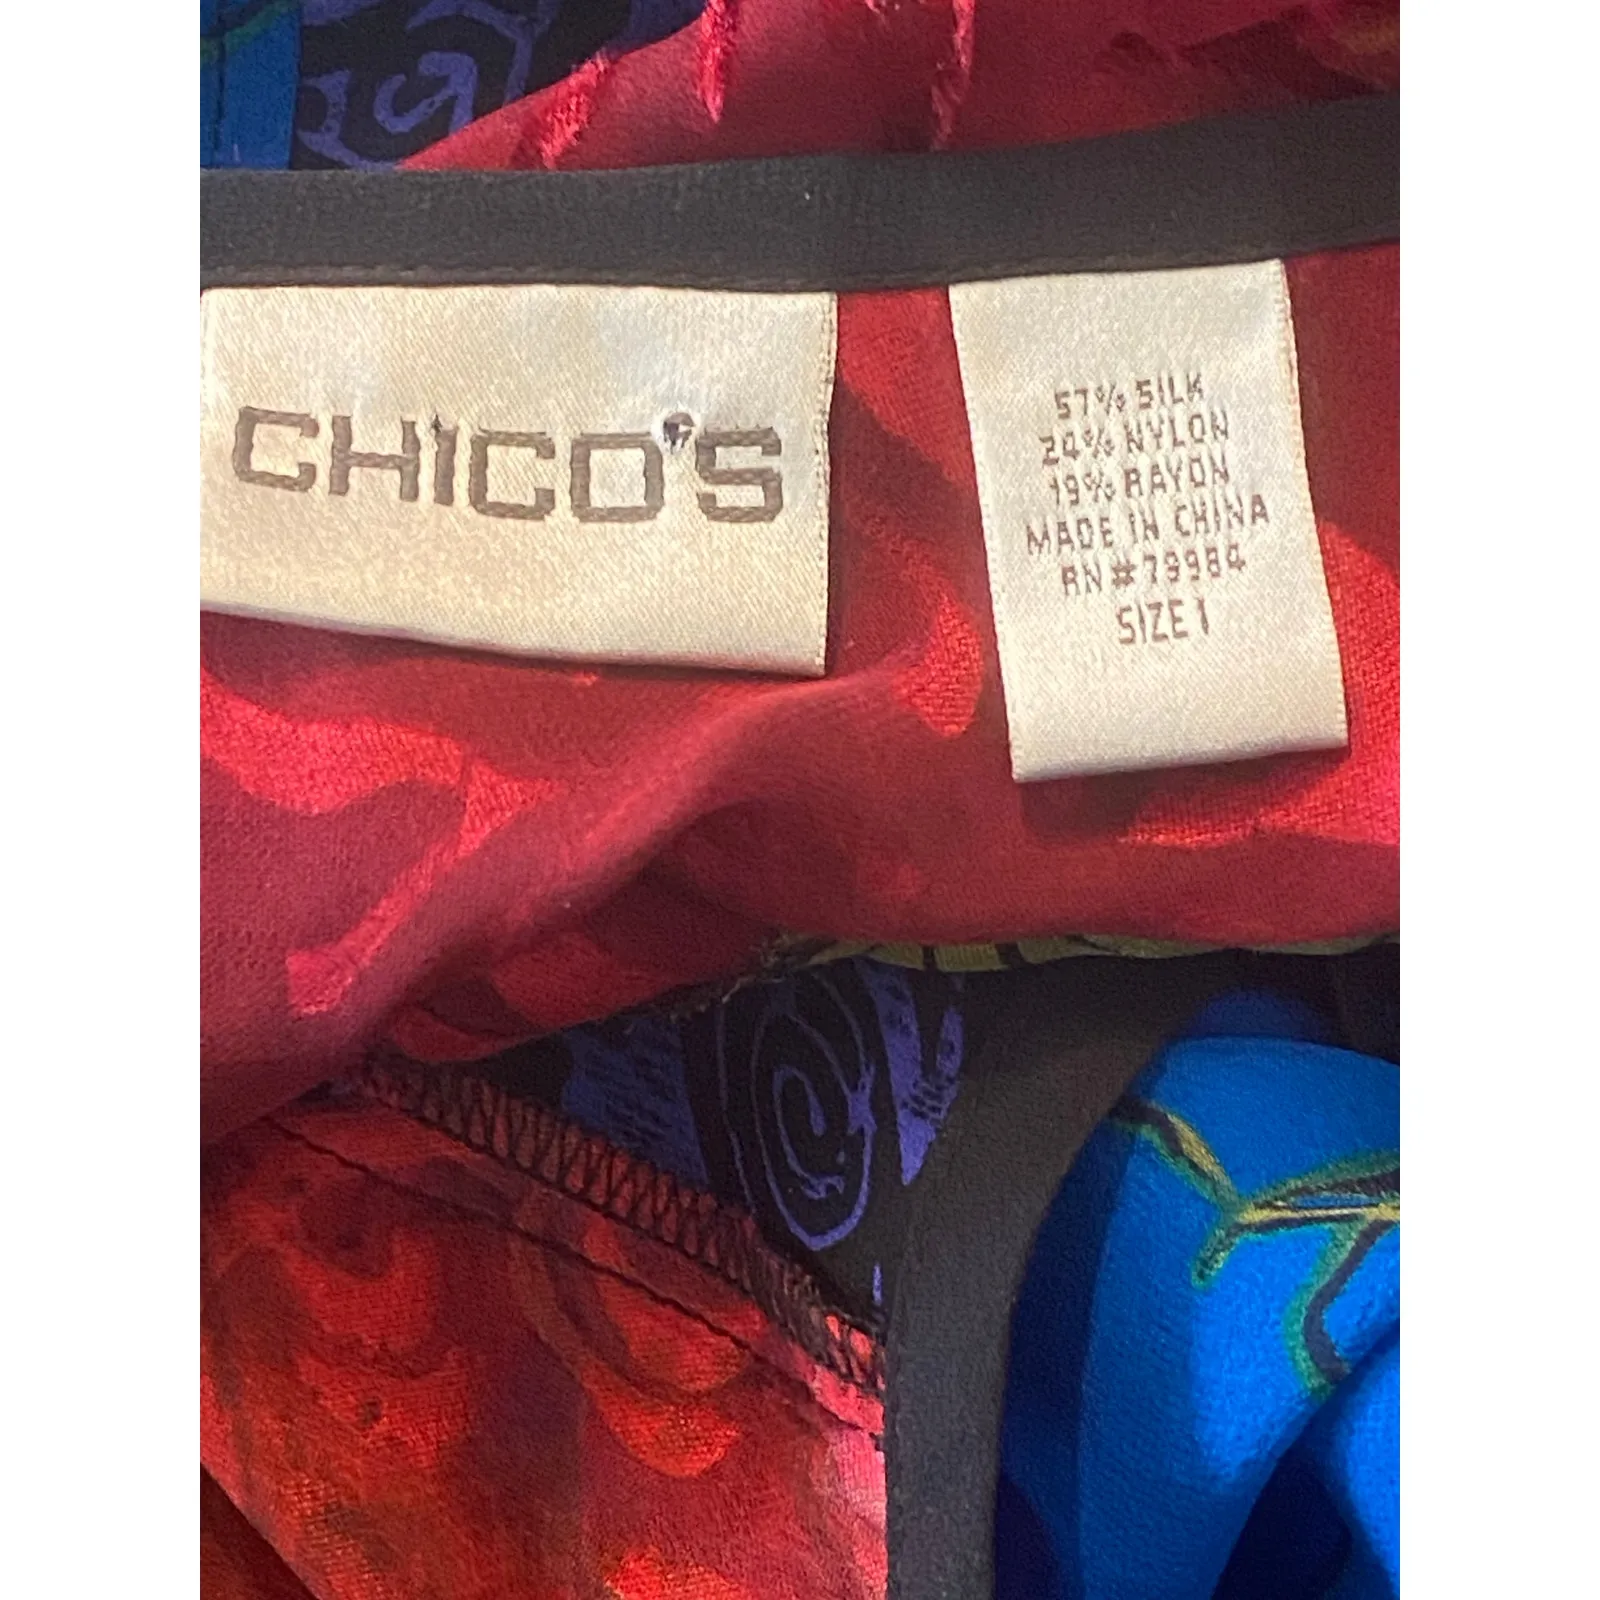 CHICO'S
57% SILK
24% NYLON
19% RAYON
MADE IN CHINA
RN#79984
SIZE 1